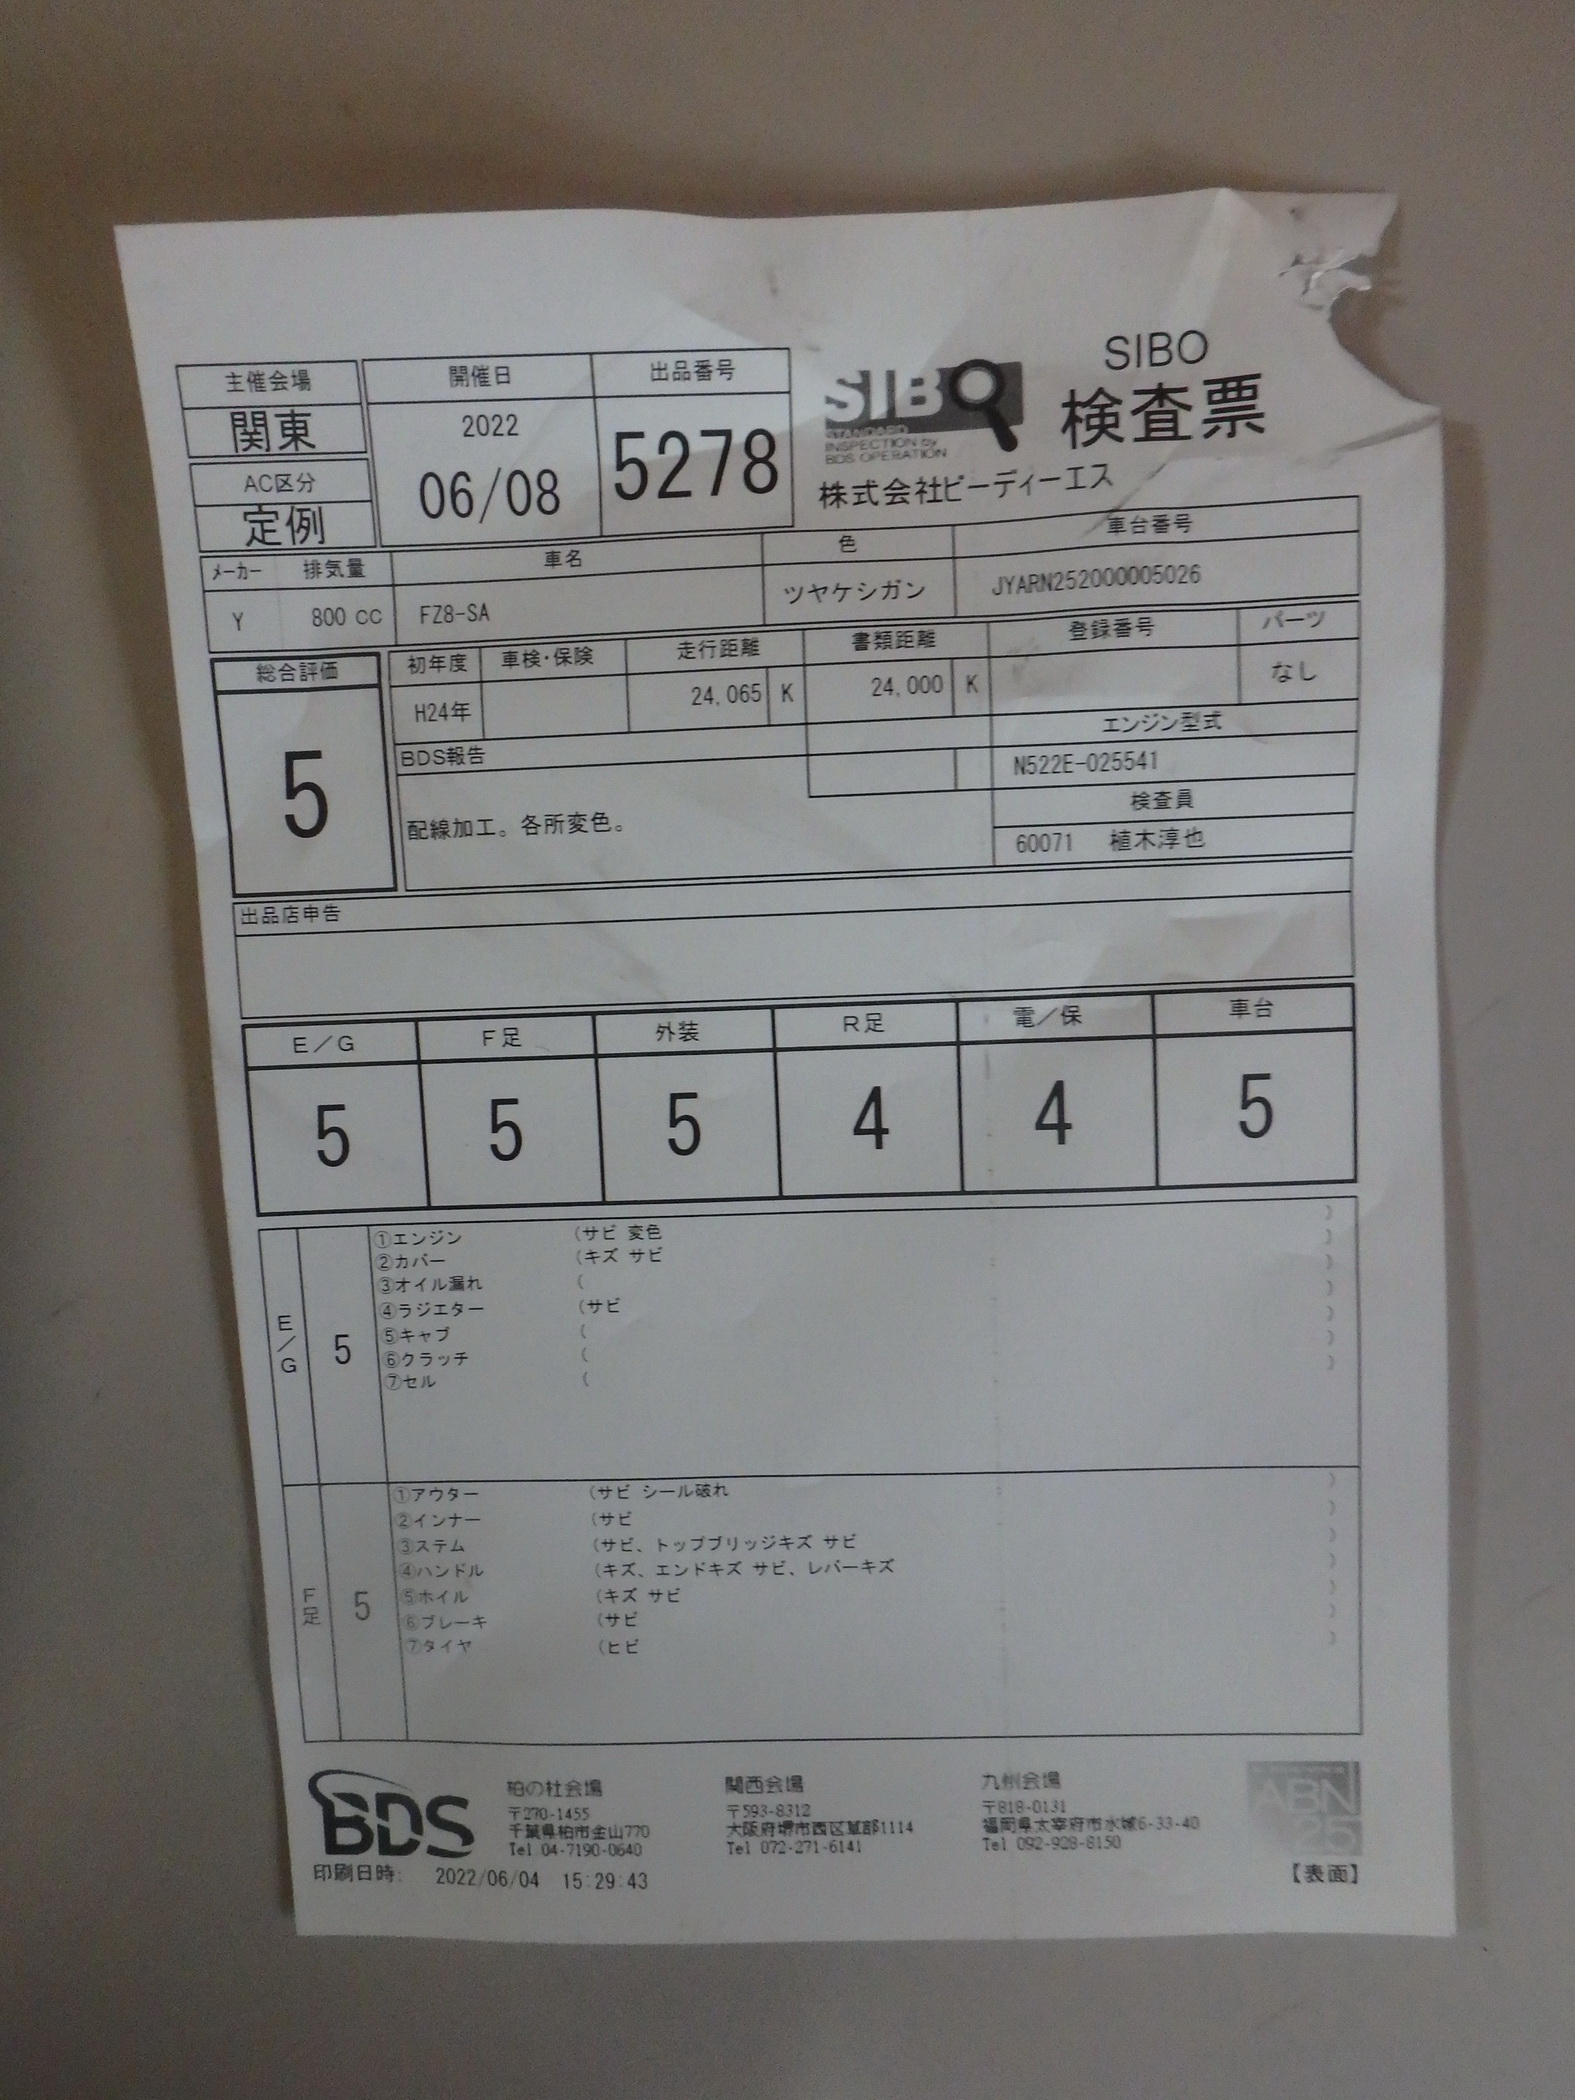 主催会場
関東
AC区分
定例
開催日
2022
06/08
出品番号
5278
SIBO
STANDARD
INSPECTION by
BDS OPERATION
SIBO
検査票
株式会社ビーディーエス
メーカー 排気量 車名 色 車台番号
Y 800 CC FZ8-SA ツヤケシガン JYARN252000005026
総合評価
5
初年度 車検・保険 走行距離 書類距離 登録番号 パーツ
H24年 24,065 K 24,000 K なし
エンジン型式
N522E-025541
BDS報告
配線加工。各所変色。
検査員
60071 植木淳也
出品店申告
E/G F足 外装 R足 電/保 車台
5 5 5 4 4 5
E/G 5
①エンジン (サビ 変色 )
②カバー (キズ サビ )
③オイル漏れ ( )
④ラジエター (サビ )
⑤キャブ ( )
⑥クラッチ ( )
⑦セル ( )
F足 5
①アウター (サビ シール破れ )
②インナー (サビ )
③ステム (サビ、トップブリッジキズ サビ )
④ハンドル (キズ、エンドキズ サビ、レバーキズ )
⑤ホイル (キズ サビ )
⑥ブレーキ (サビ )
⑦タイヤ (ヒビ )
BDS
柏の杜会場
〒270-1455
千葉県柏市金山770
Tel 04-7190-0640
関西会場
〒593-8312
大阪府堺市西区草部1114
Tel 072-271-6141
九州会場
〒818-0131
福岡県太宰府市水城6-33-40
Tel 092-928-8150
ABN
印刷日時: 2022/06/04 15:29:43
【表面】